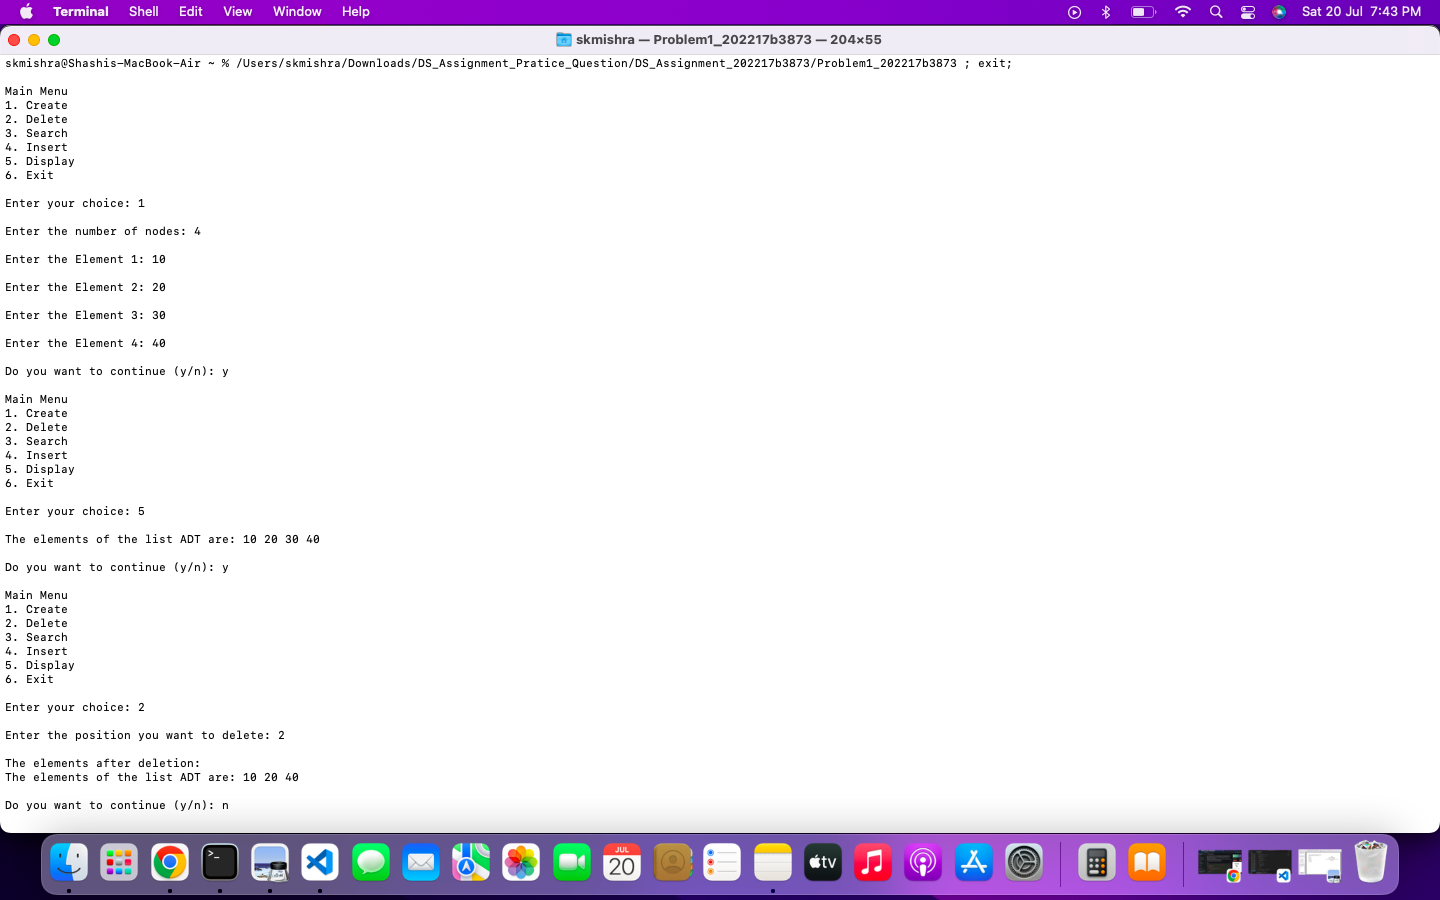 Terminal Shell Edit View Window Help Sat 20 Jul 7:43 PM
skmishra — Problem1_202217b3873 — 204×55
skmishra@Shashis-MacBook-Air ~ % /Users/skmishra/Downloads/DS_Assignment_Pratice_Question/DS_Assignment_202217b3873/Problem1_202217b3873 ; exit;
Main Menu
1. Create
2. Delete
3. Search
4. Insert
5. Display
6. Exit
Enter your choice: 1
Enter the number of nodes: 4
Enter the Element 1: 10
Enter the Element 2: 20
Enter the Element 3: 30
Enter the Element 4: 40
Do you want to continue (y/n): y
Main Menu
1. Create
2. Delete
3. Search
4. Insert
5. Display
6. Exit
Enter your choice: 5
The elements of the list ADT are: 10 20 30 40
Do you want to continue (y/n): y
Main Menu
1. Create
2. Delete
3. Search
4. Insert
5. Display
6. Exit
Enter your choice: 2
Enter the position you want to delete: 2
The elements after deletion:
The elements of the list ADT are: 10 20 40
Do you want to continue (y/n): n
>_
JUL
20
tv